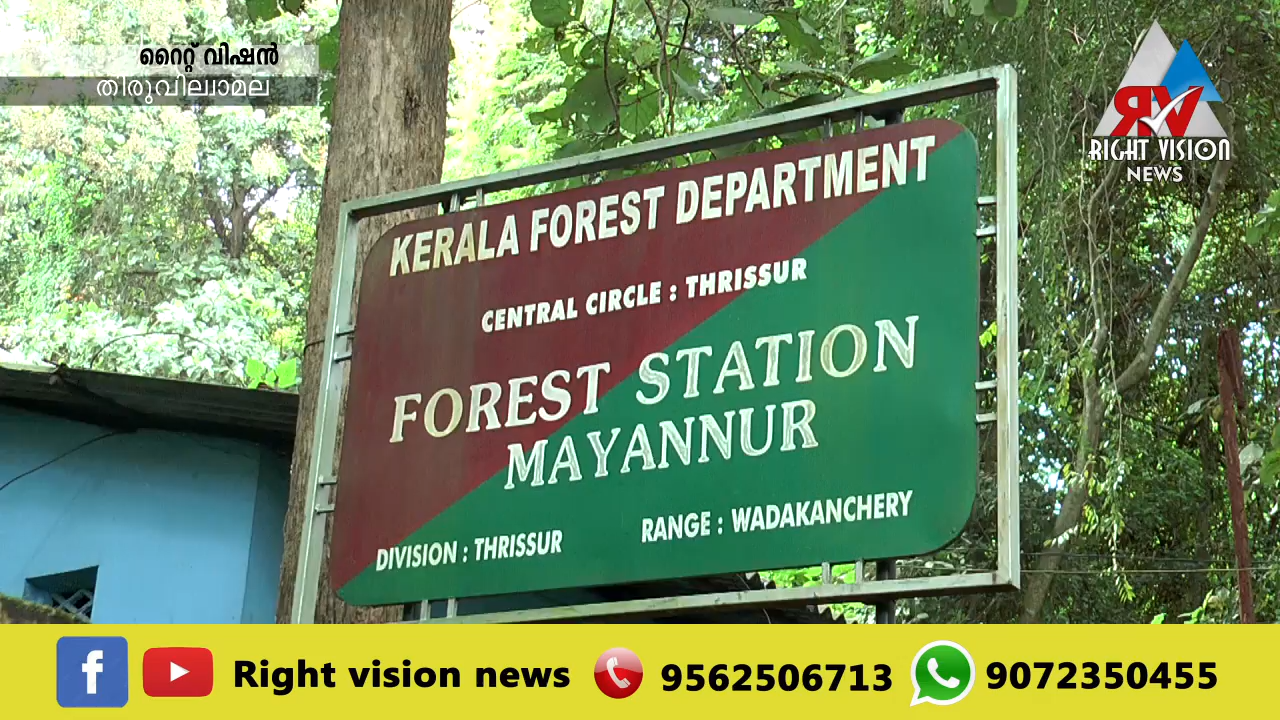 റൈറ്റ് വിഷൻ
തിരുവില്വാമല
RV
RIGHT VISION
NEWS
KERALA FOREST DEPARTMENT
CENTRAL CIRCLE : THRISSUR
FOREST STATION
MAYANNUR
DIVISION : THRISSUR RANGE : WADAKANCHERY
Right vision news 9562506713 9072350455